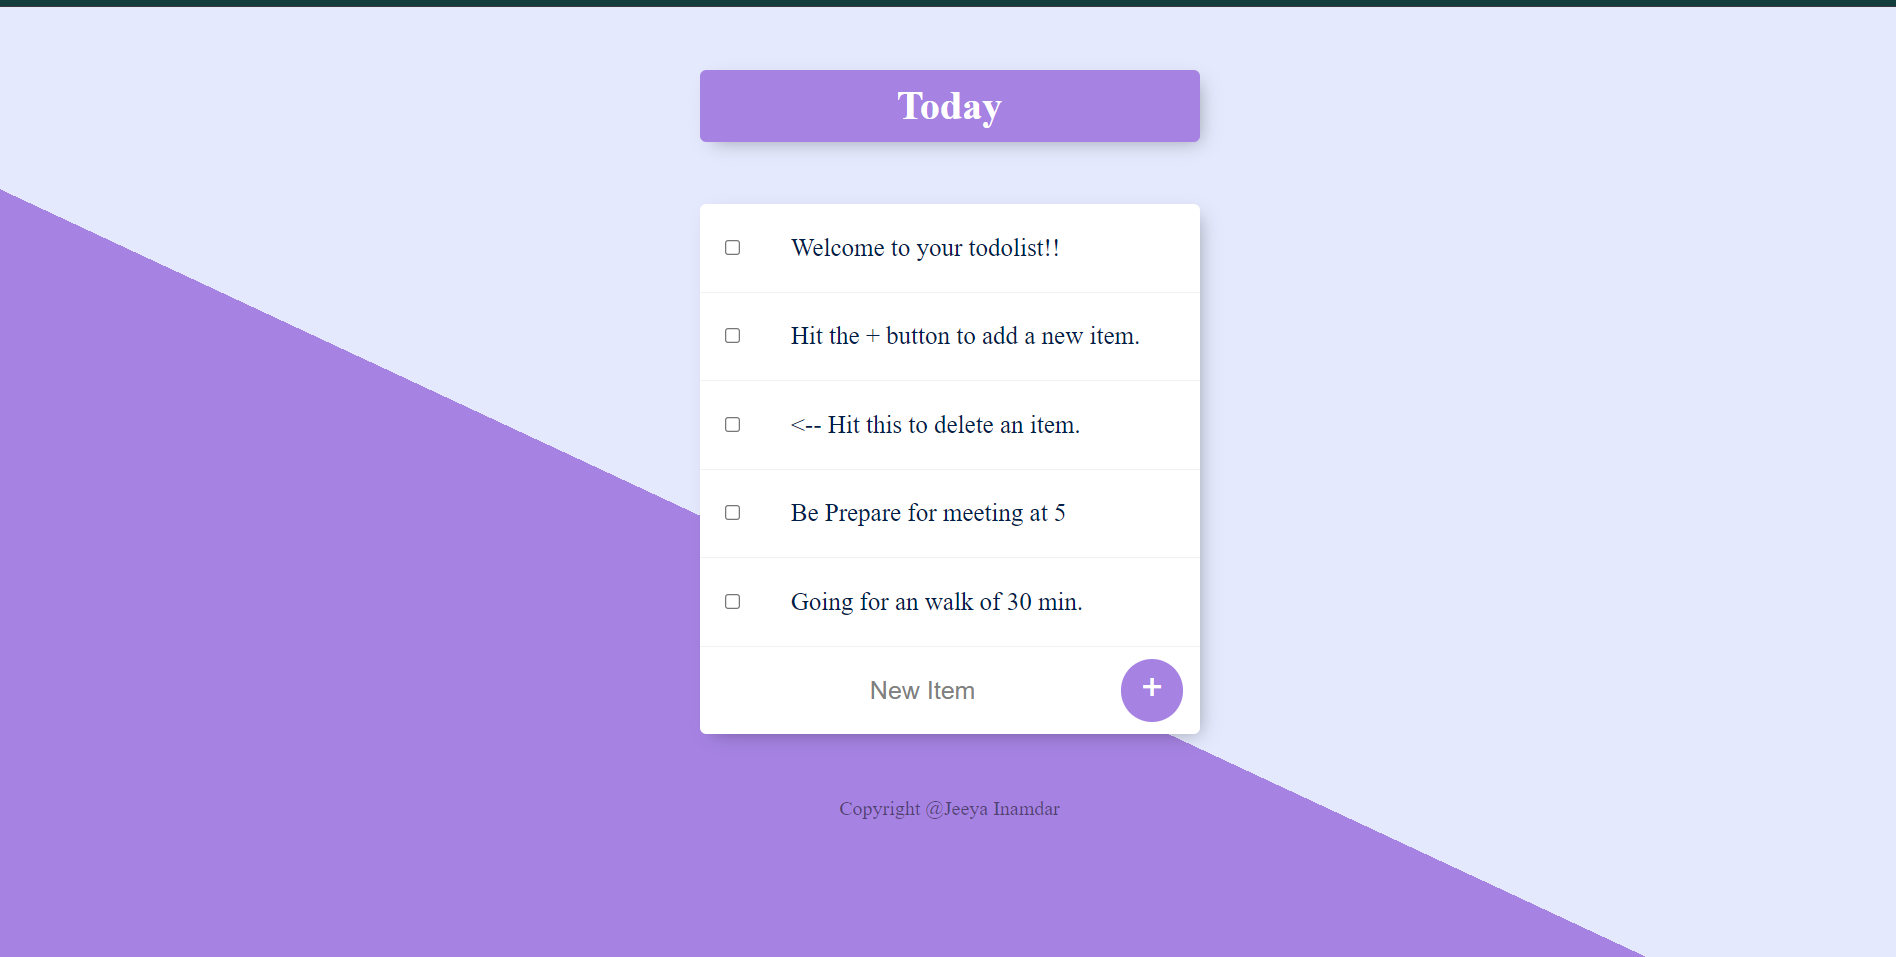 Today
Welcome to your todolist!!
Hit the + button to add a new item.
<-- Hit this to delete an item.
Be Prepare for meeting at 5
Going for an walk of 30 min.
New Item +
Copyright @Jeeya Inamdar